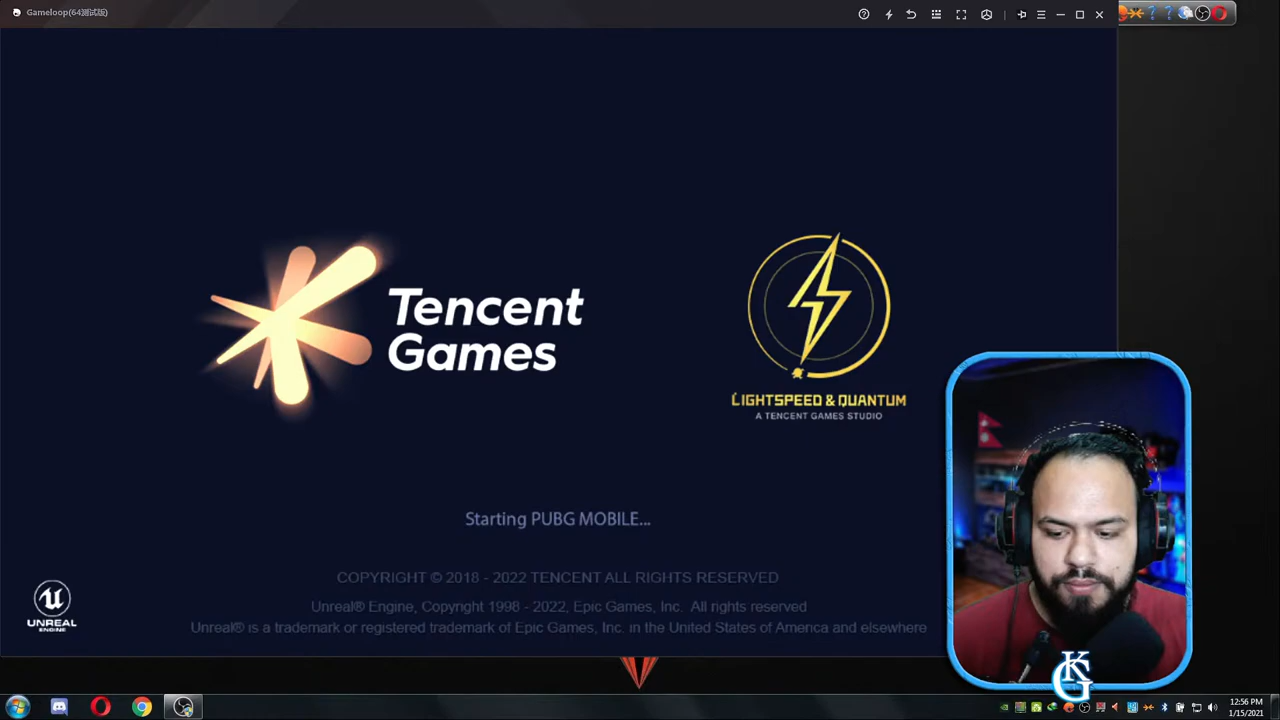 Gameloop(64测试版)
Tencent
Games
LIGHTSPEED & QUANTUM
A TENCENT GAMES STUDIO
Starting PUBG MOBILE...
COPYRIGHT © 2018 - 2022 TENCENT ALL RIGHTS RESERVED
Unreal® Engine, Copyright 1998 - 2022, Epic Games, Inc. All rights reserved
Unreal® is a trademark or registered trademark of Epic Games, Inc. in the United States of America and elsewhere
UNREAL
ENGINE
KG
12:56 PM
1/15/2021